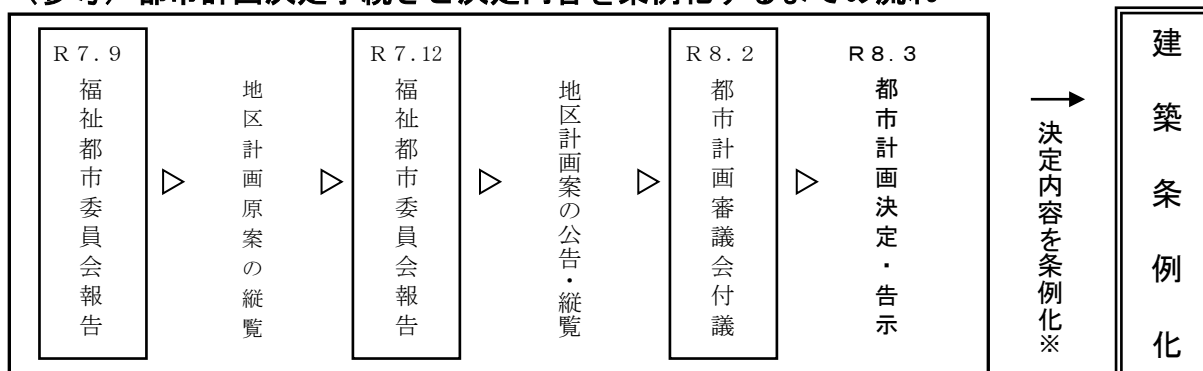 （参考）都市計画決定手続きと決定内容を条例化するまでの流れ
Ｒ７.９
福祉都市委員会報告
▷
地区計画原案の縦覧
▷
Ｒ７.12
福祉都市委員会報告
▷
地区計画案の公告・縦覧
▷
Ｒ８.２
都市計画審議会付議
▷
Ｒ８.３
都市計画決定・告示
→
決定内容を条例化※
建築条例化